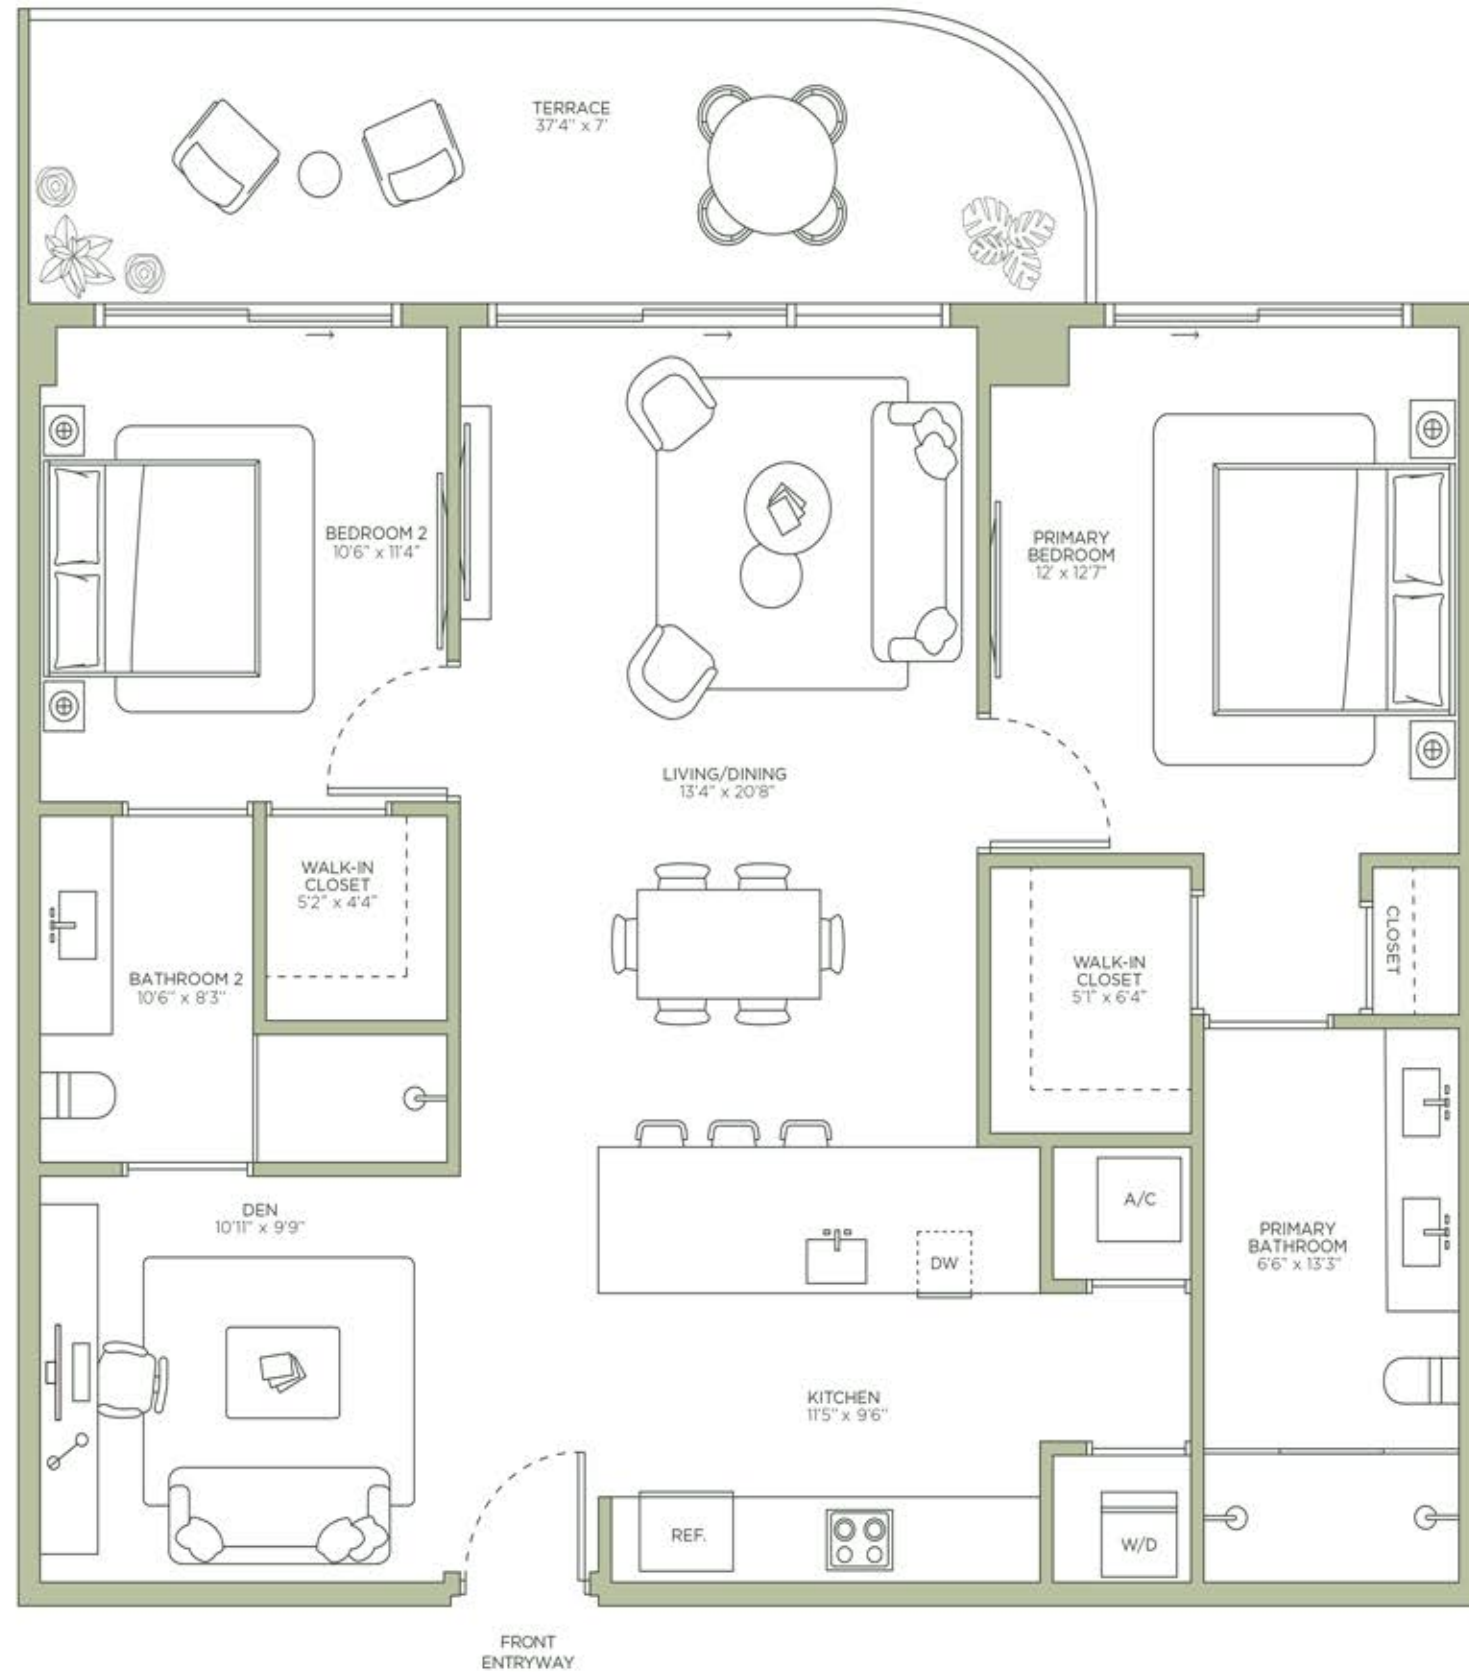 TERRACE
37'4" x 7'
BEDROOM 2
10'6" x 11'4"
PRIMARY
BEDROOM
12' x 12'7"
LIVING/DINING
13'4" x 20'8"
WALK-IN
CLOSET
5'2" x 4'4"
BATHROOM 2
10'6" x 8'3"
WALK-IN
CLOSET
5'1" x 6'4"
CLOSET
DEN
10'11" x 9'9"
A/C
DW
PRIMARY
BATHROOM
6'6" x 13'3"
KITCHEN
11'5" x 9'6"
REF.
W/D
FRONT
ENTRYWAY